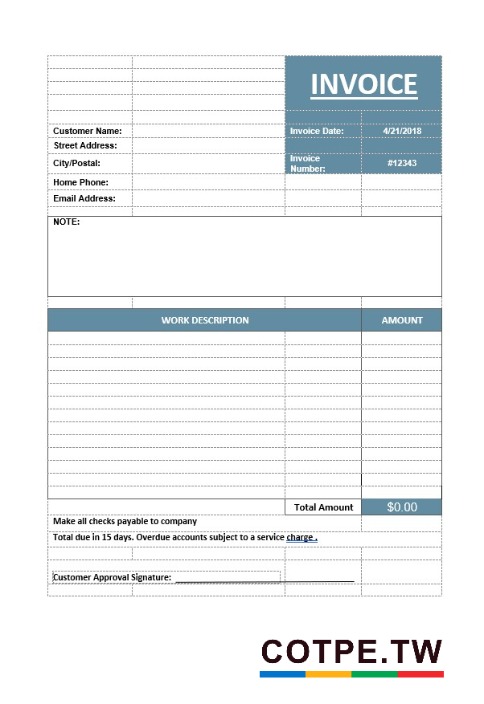 INVOICE
Customer Name:
Invoice Date: 4/21/2018
Street Address:
City/Postal:
Invoice Number: #12343
Home Phone:
Email Address:
NOTE:
WORK DESCRIPTION AMOUNT
Total Amount $0.00
Make all checks payable to company
Total due in 15 days. Overdue accounts subject to a service charge .
Customer Approval Signature:
COTPE.TW